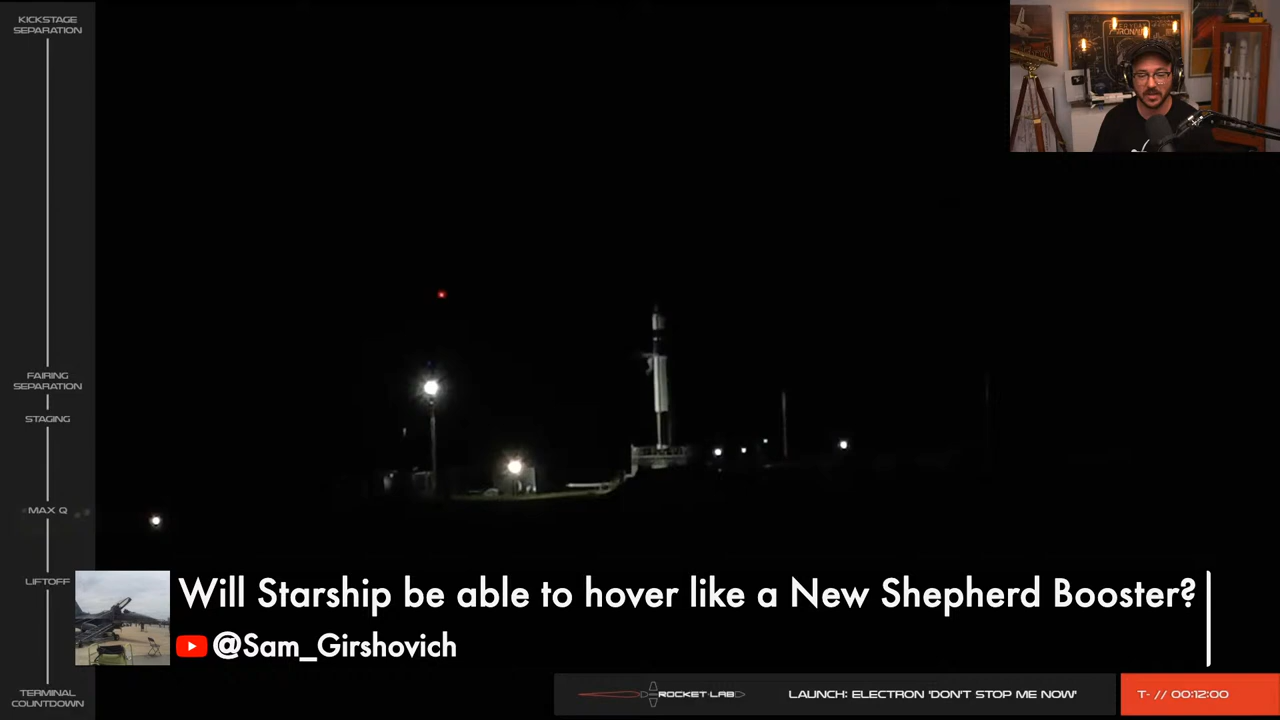 KICKSTAGE
SEPARATION
FAIRING
SEPARATION
STAGING
MAX Q
LIFTOFF
TERMINAL
COUNTDOWN
Will Starship be able to hover like a New Shepherd Booster?
@Sam_Girshovich
ROCKET LAB
LAUNCH: ELECTRON 'DON'T STOP ME NOW'
T- // 00:12:00